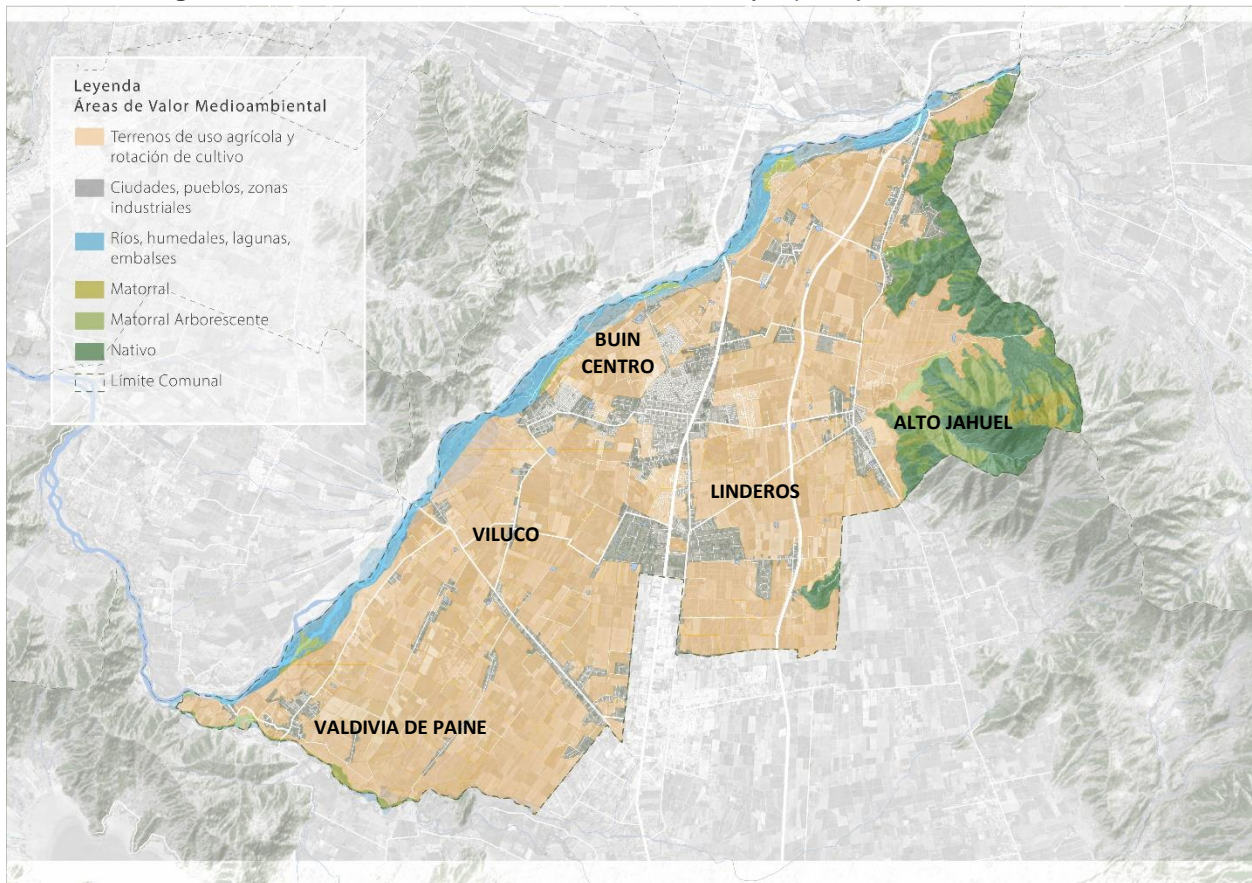 Leyenda
Áreas de Valor Medioambiental
Terrenos de uso agrícola y
rotación de cultivo
Ciudades, pueblos, zonas
industriales
Ríos, humedales, lagunas,
embalses
Matorral
Matorral Arborescente
Nativo
Límite Comunal
BUIN
CENTRO
ALTO JAHUEL
LINDEROS
VILUCO
VALDIVIA DE PAINE